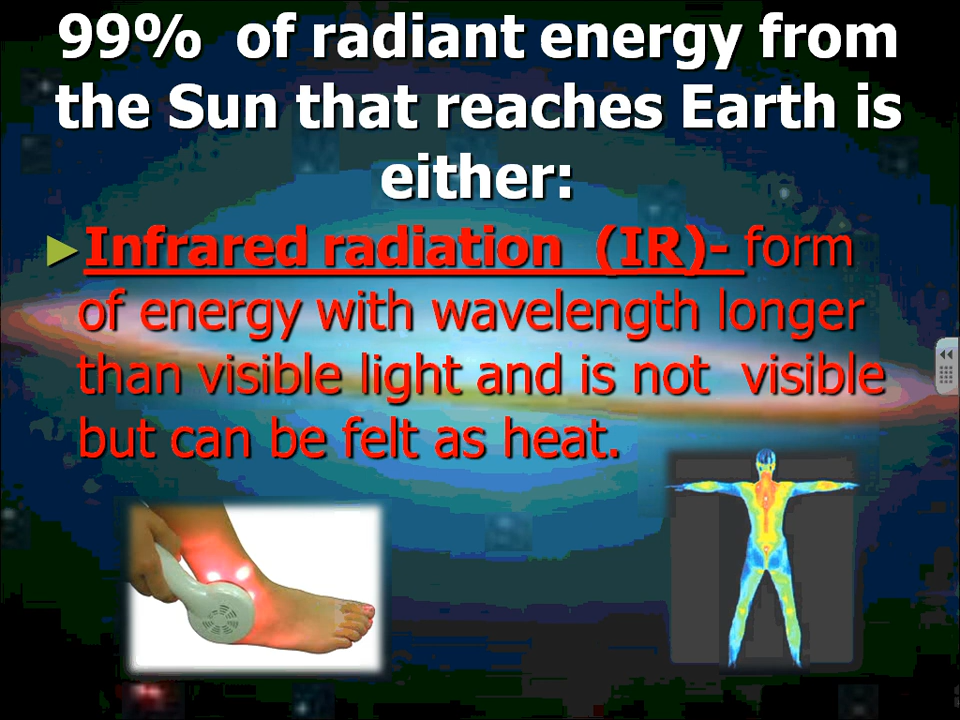 99%  of radiant energy from
the Sun that reaches Earth is
either:
►Infrared radiation  (IR)- form
of energy with wavelength longer
than visible light and is not  visible
but can be felt as heat.